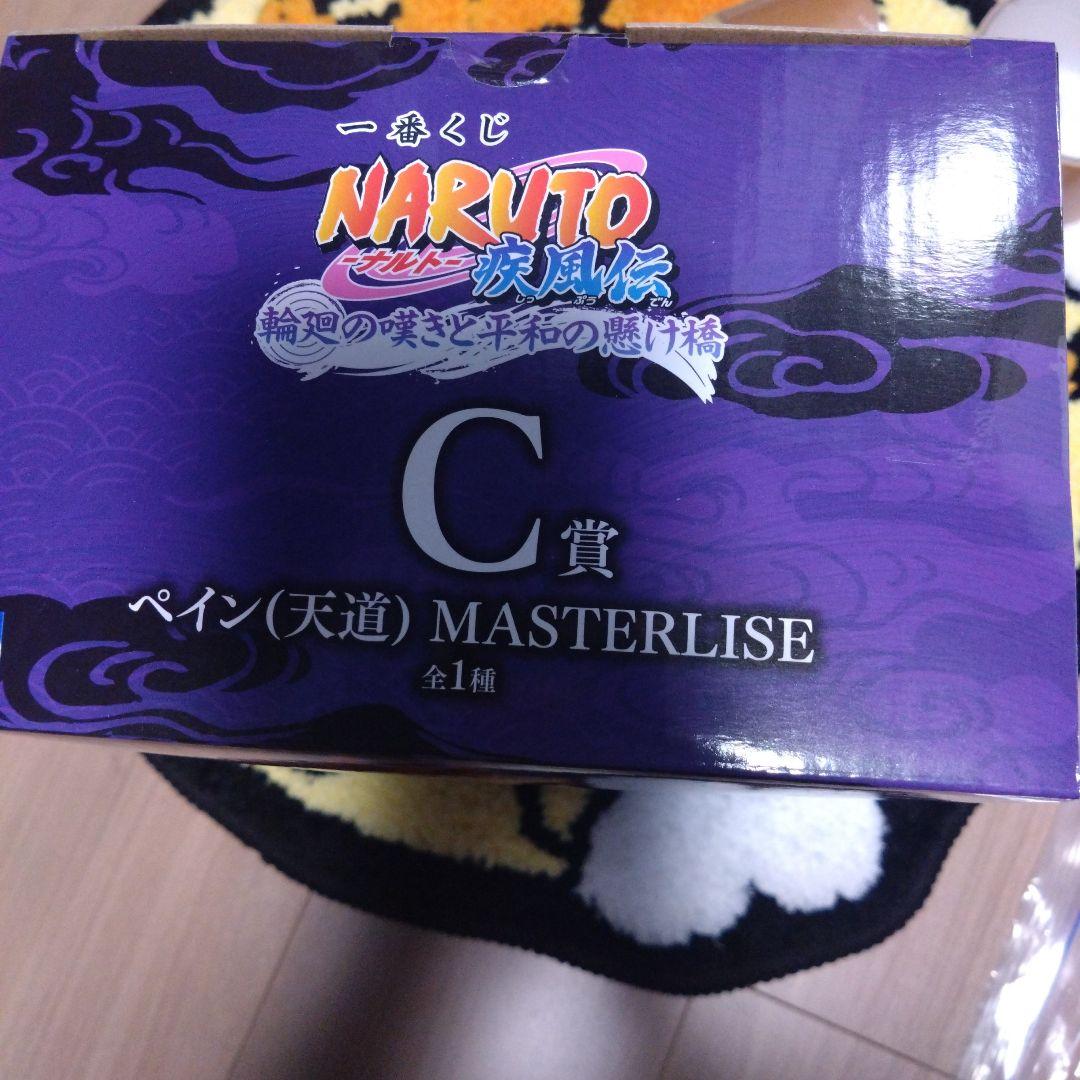 一番くじ
NARUTO
-ナルト-
疾風伝
しっ ぷう でん
輪廻の嘆きと平和の懸け橋
C賞
ペイン(天道) MASTERLISE
全1種